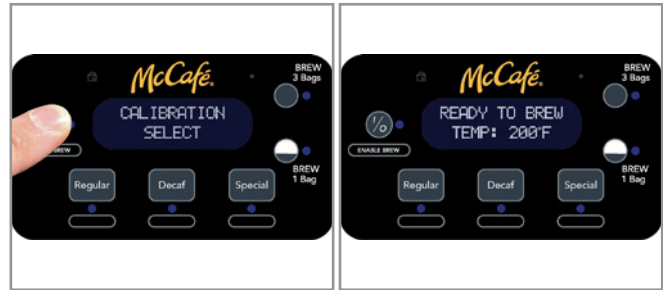 McCafé.
BREW
3 Bags
CALIBRATION
SELECT
BREW
BREW
1 Bag
Regular
Decaf
Special
McCafé.
BREW
3 Bags
READY TO BREW
TEMP: 200°F
ENABLE BREW
BREW
1 Bag
Regular
Decaf
Special